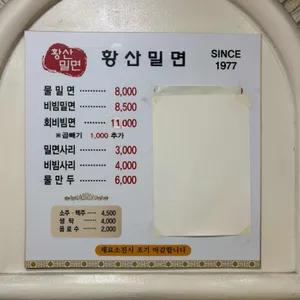 황산
밀면
황산밀면
SINCE
1977
물밀면 8,000
비빔밀면 8,500
회비빔면 11,000
※곱빼기 1,000 추가
밀면사리 3,000
비빔사리 4,000
물만두 6,000
소주·맥주 4,500
생탁 4,000
음료수 2,000
재료소진시 조기 마감합니다